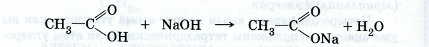 CH₃—C(=O)OH + NaOH → CH₃—C(=O)ONa + H₂O